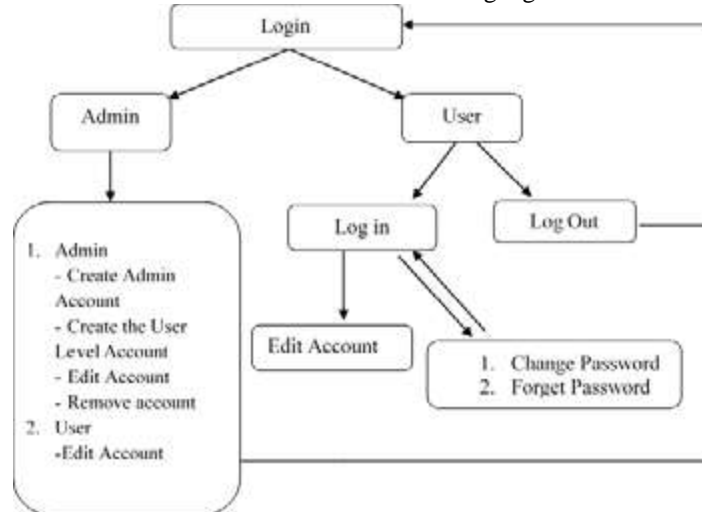 Login
Admin
User
Log in
Log Out
1. Admin
- Create Admin
Account
- Create the User
Level Account
- Edit Account
- Remove account
2. User
-Edit Account
Edit Account
1. Change Password
2. Forget Password